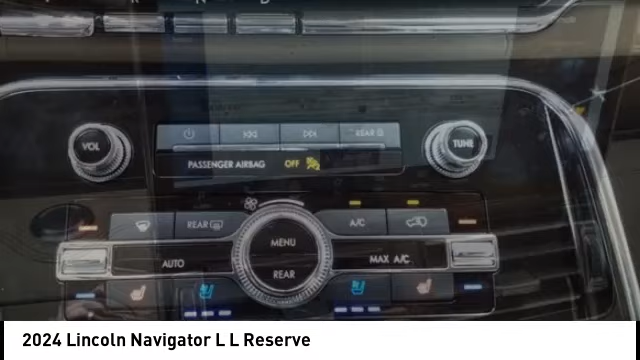 R N D
VOL
REAR
TUNE
PASSENGER AIRBAG OFF
REAR
A/C
MENU
AUTO
MAX A/C
REAR
2024 Lincoln Navigator L L Reserve